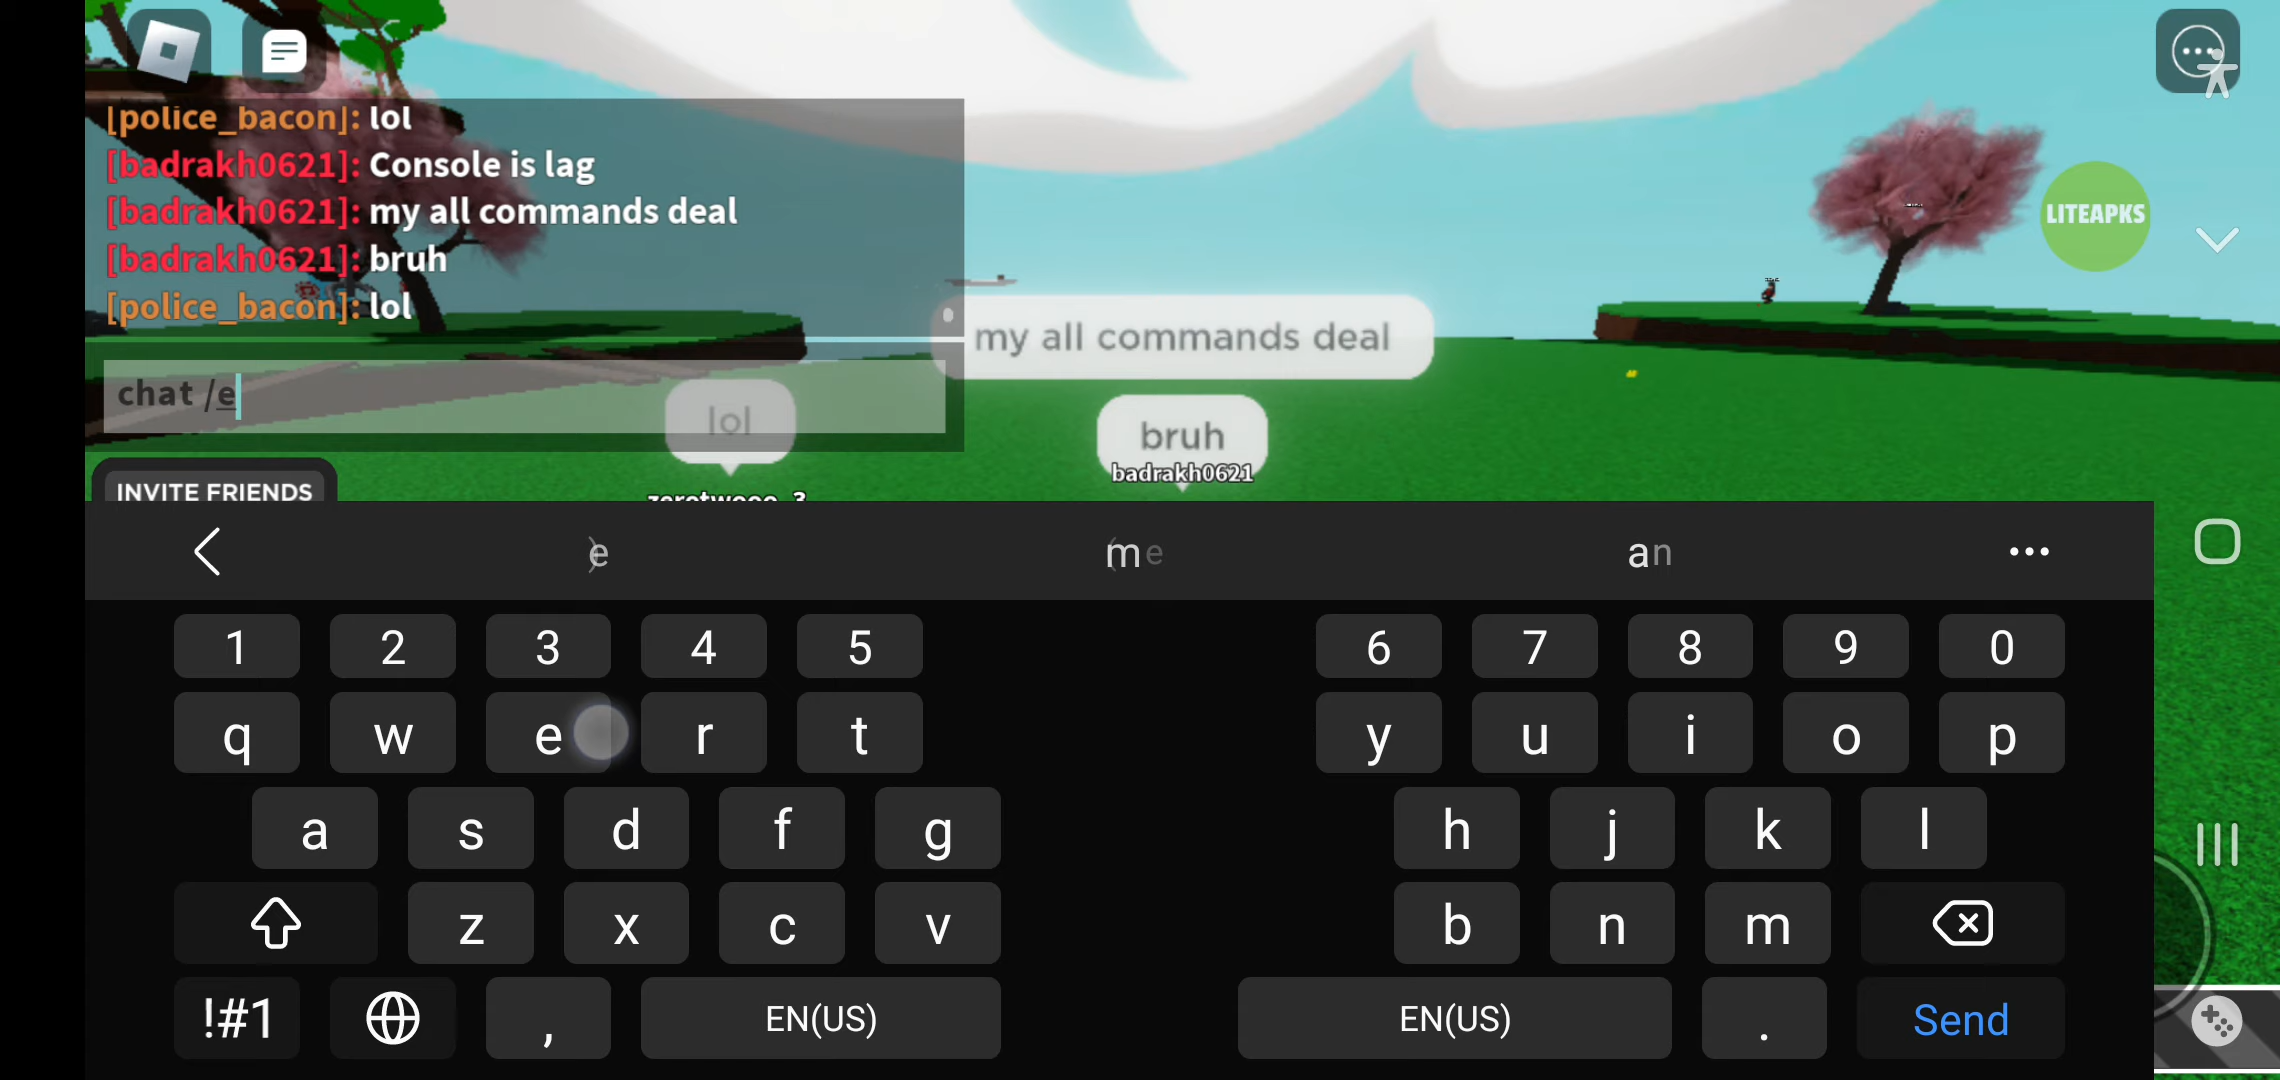 [police_bacon]: lol
[badrakh0621]: Console is lag
[badrakh0621]: my all commands deal
[badrakh0621]: bruh
[police_bacon]: lol
LITEAPKS
my all commands deal
chat /e
lol
bruh
badrakh0621
INVITE FRIENDS
zerotwooo_3
e me an
1 2 3 4 5 6 7 8 9 0
q w e r t y u i o p
a s d f g h j k l
z x c v b n m
!#1 , EN(US) EN(US) . Send